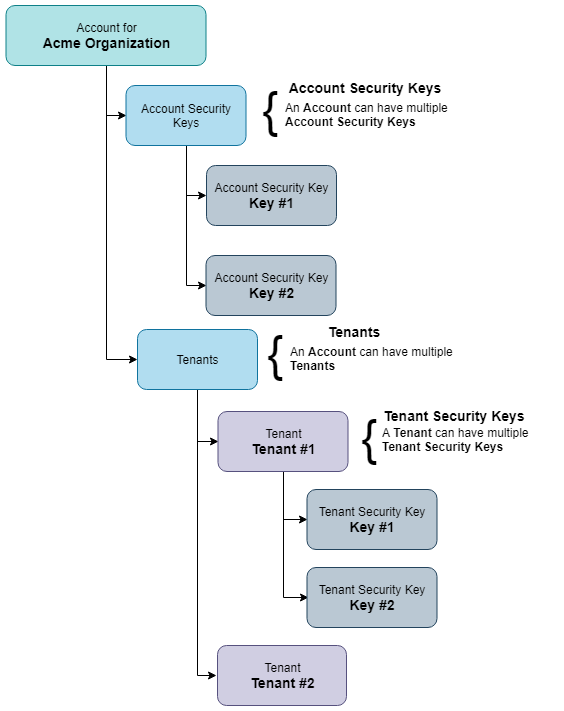 Account for
Acme Organization
Account Security
Keys
Account Security Keys
An Account can have multiple
Account Security Keys
Account Security Key
Key #1
Account Security Key
Key #2
Tenants
Tenants
An Account can have multiple
Tenants
Tenant
Tenant #1
Tenant Security Keys
A Tenant can have multiple
Tenant Security Keys
Tenant Security Key
Key #1
Tenant Security Key
Key #2
Tenant
Tenant #2